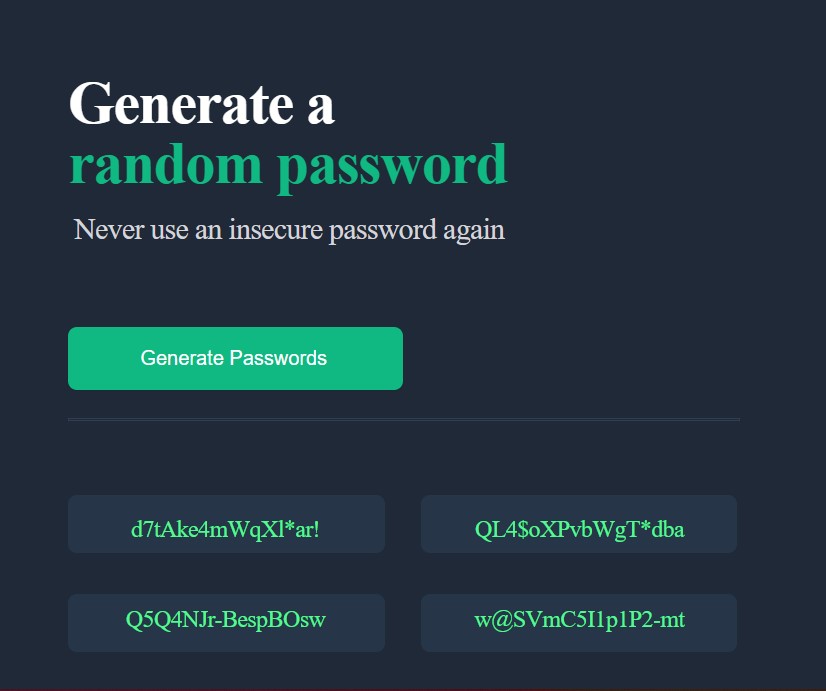 Generate a
random password
Never use an insecure password again
Generate Passwords
d7tAke4mWqXl*ar!
QL4$oXPvbWgT*dba
Q5Q4NJr-BespBOsw
w@SVmC5I1p1P2-mt